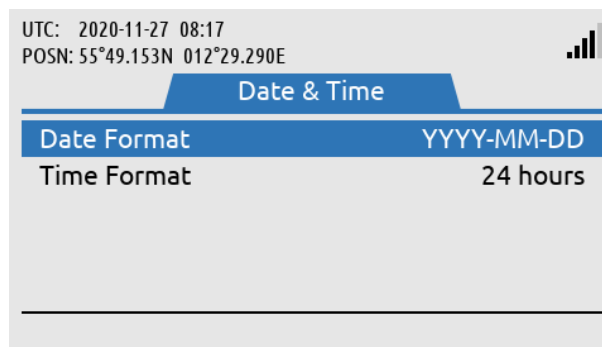 UTC: 2020-11-27 08:17
POSN: 55°49.153N 012°29.290E
Date & Time
Date Format YYYY-MM-DD
Time Format 24 hours